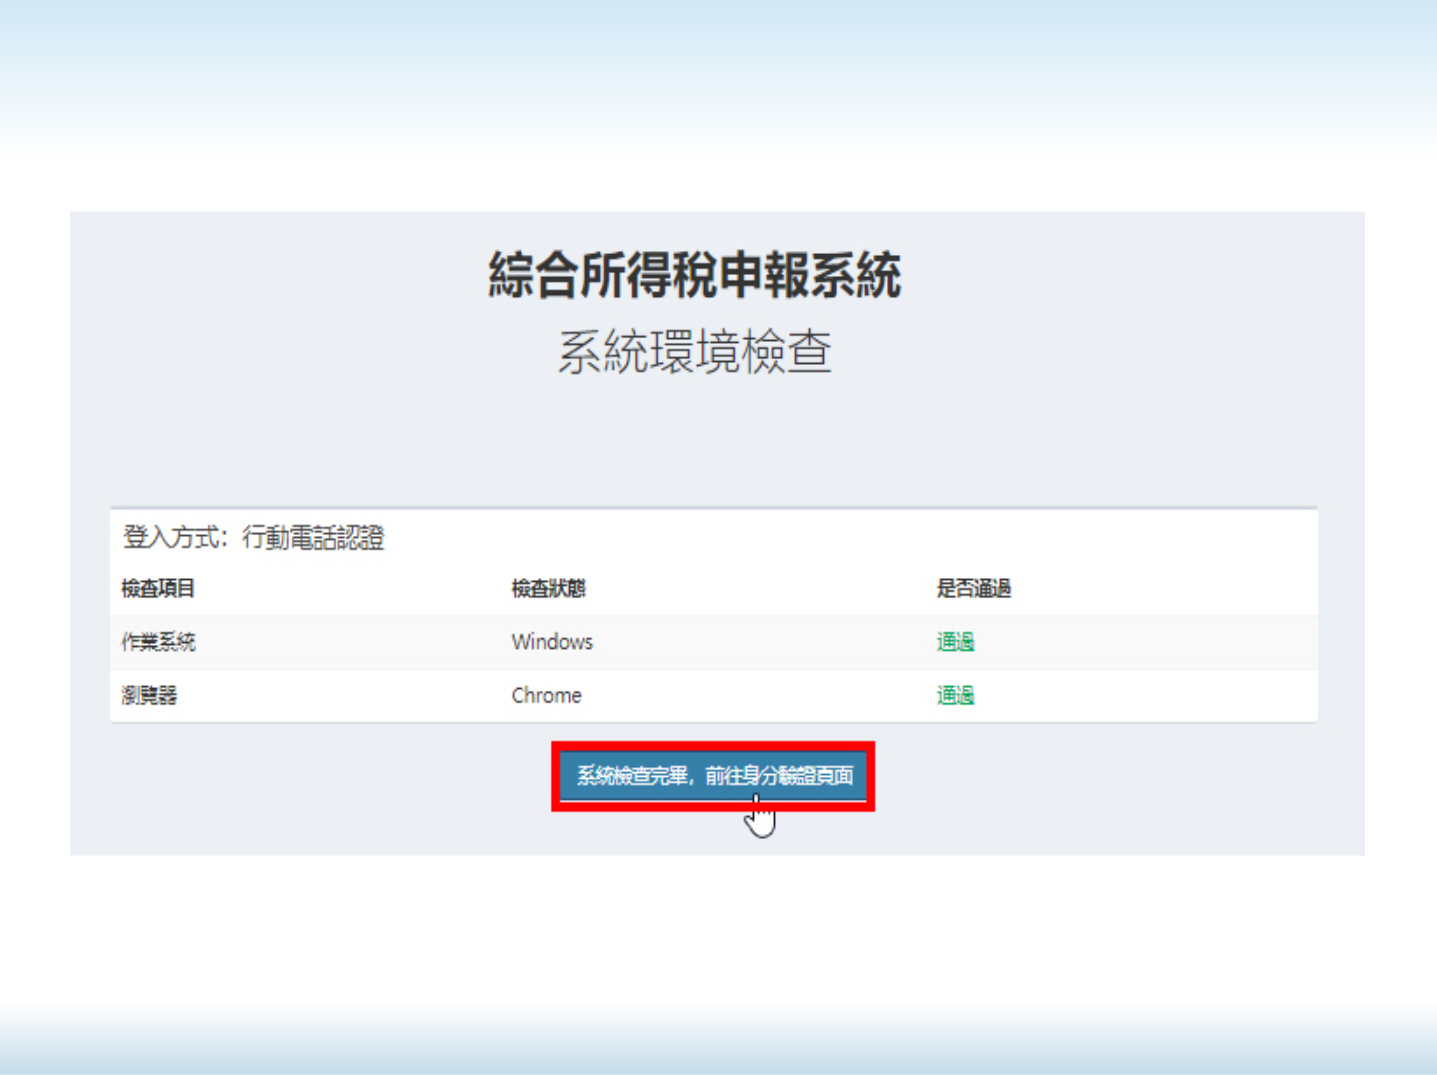 綜合所得稅申報系統
系統環境檢查
登入方式：行動電話認證
檢查項目 檢查狀態 是否通過
作業系統 Windows 通過
瀏覽器 Chrome 通過
系統檢查完畢，前往身分驗證頁面